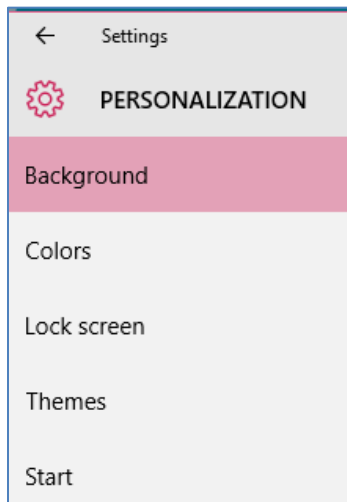 Settings
PERSONALIZATION
Background
Colors
Lock screen
Themes
Start